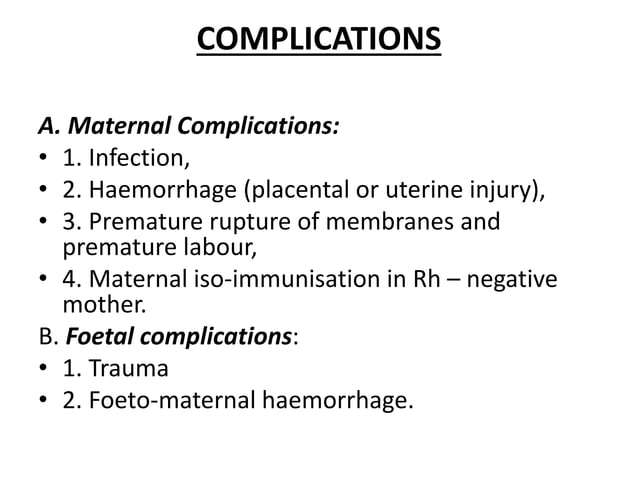 COMPLICATIONS
A. Maternal Complications:
• 1. Infection,
• 2. Haemorrhage (placental or uterine injury),
• 3. Premature rupture of membranes and
premature labour,
• 4. Maternal iso-immunisation in Rh – negative
mother.
B. Foetal complications:
• 1. Trauma
• 2. Foeto-maternal haemorrhage.